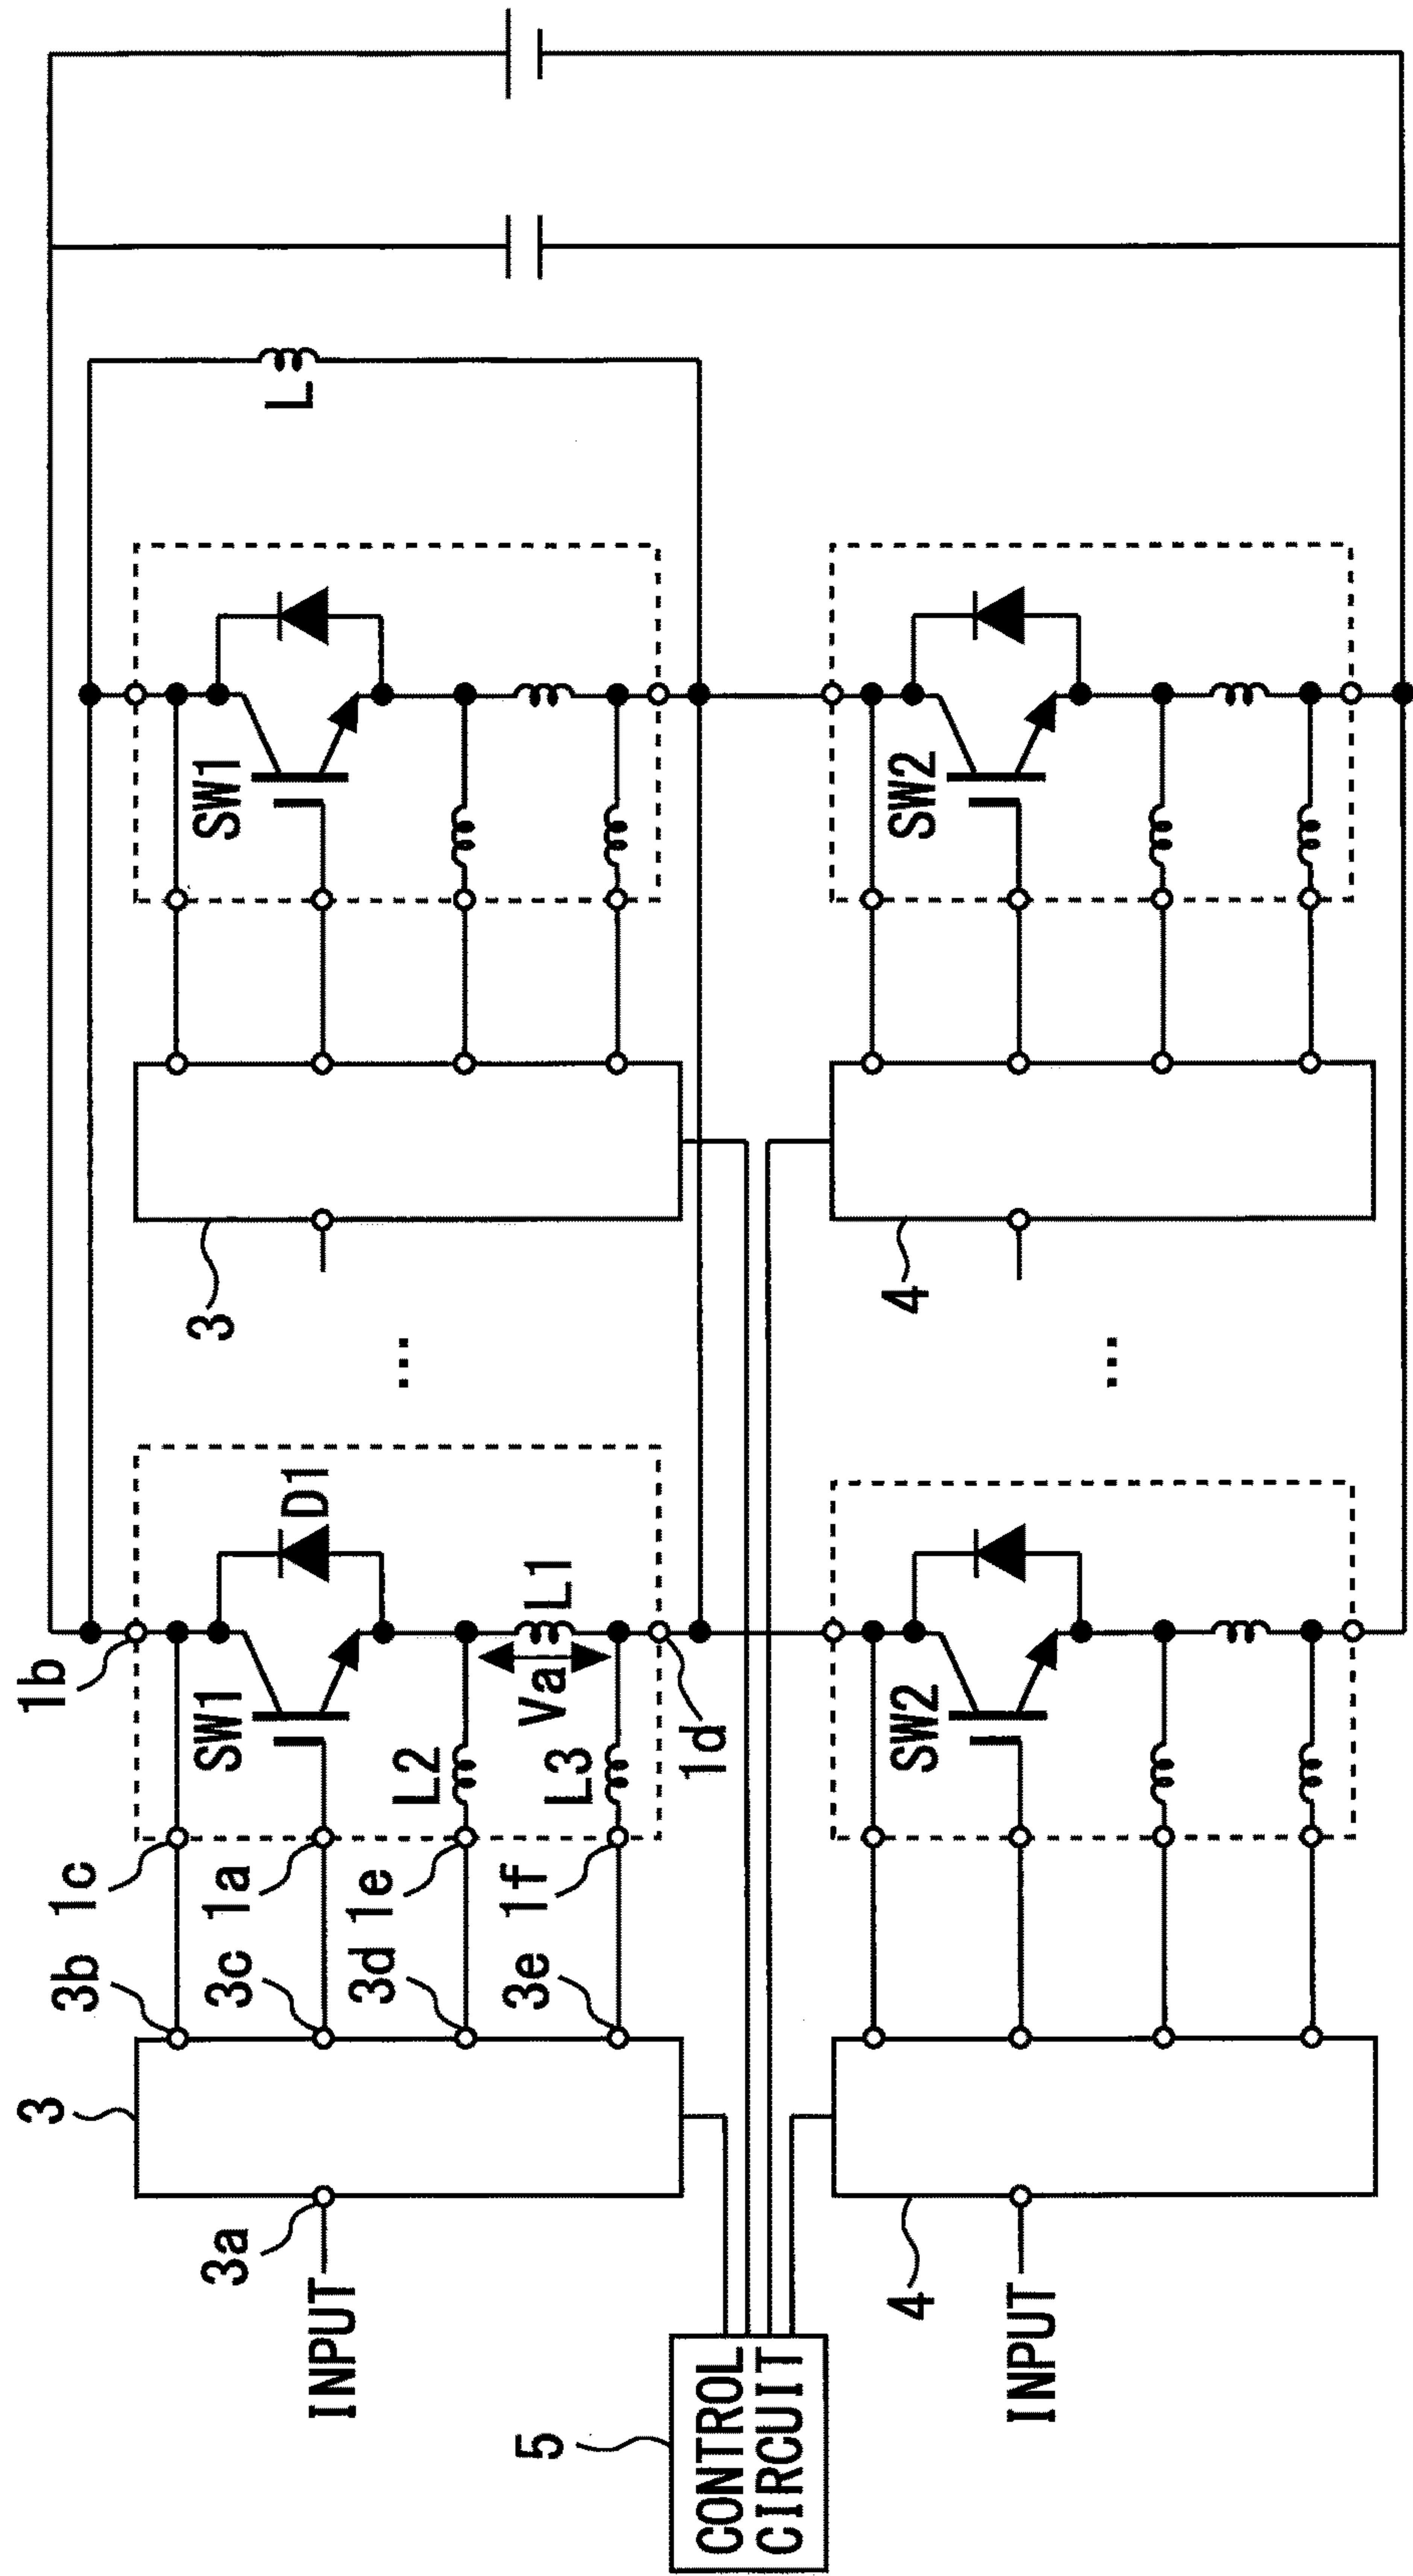 1b
SW1
D1
L1
Va
L2
L3
1d
1c
1a
1e
1f
3b
3c
3d
3e
3
3a
INPUT
...
3
SW1
L
5
CONTROL
CIRCUIT
SW2
4
INPUT
...
4
SW2